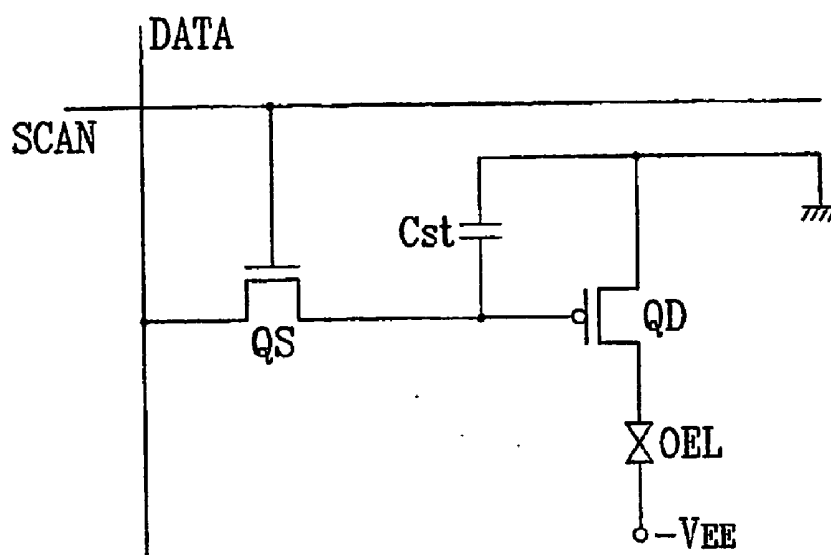 DATA
SCAN
Cst
QS
QD
OEL
-VEE